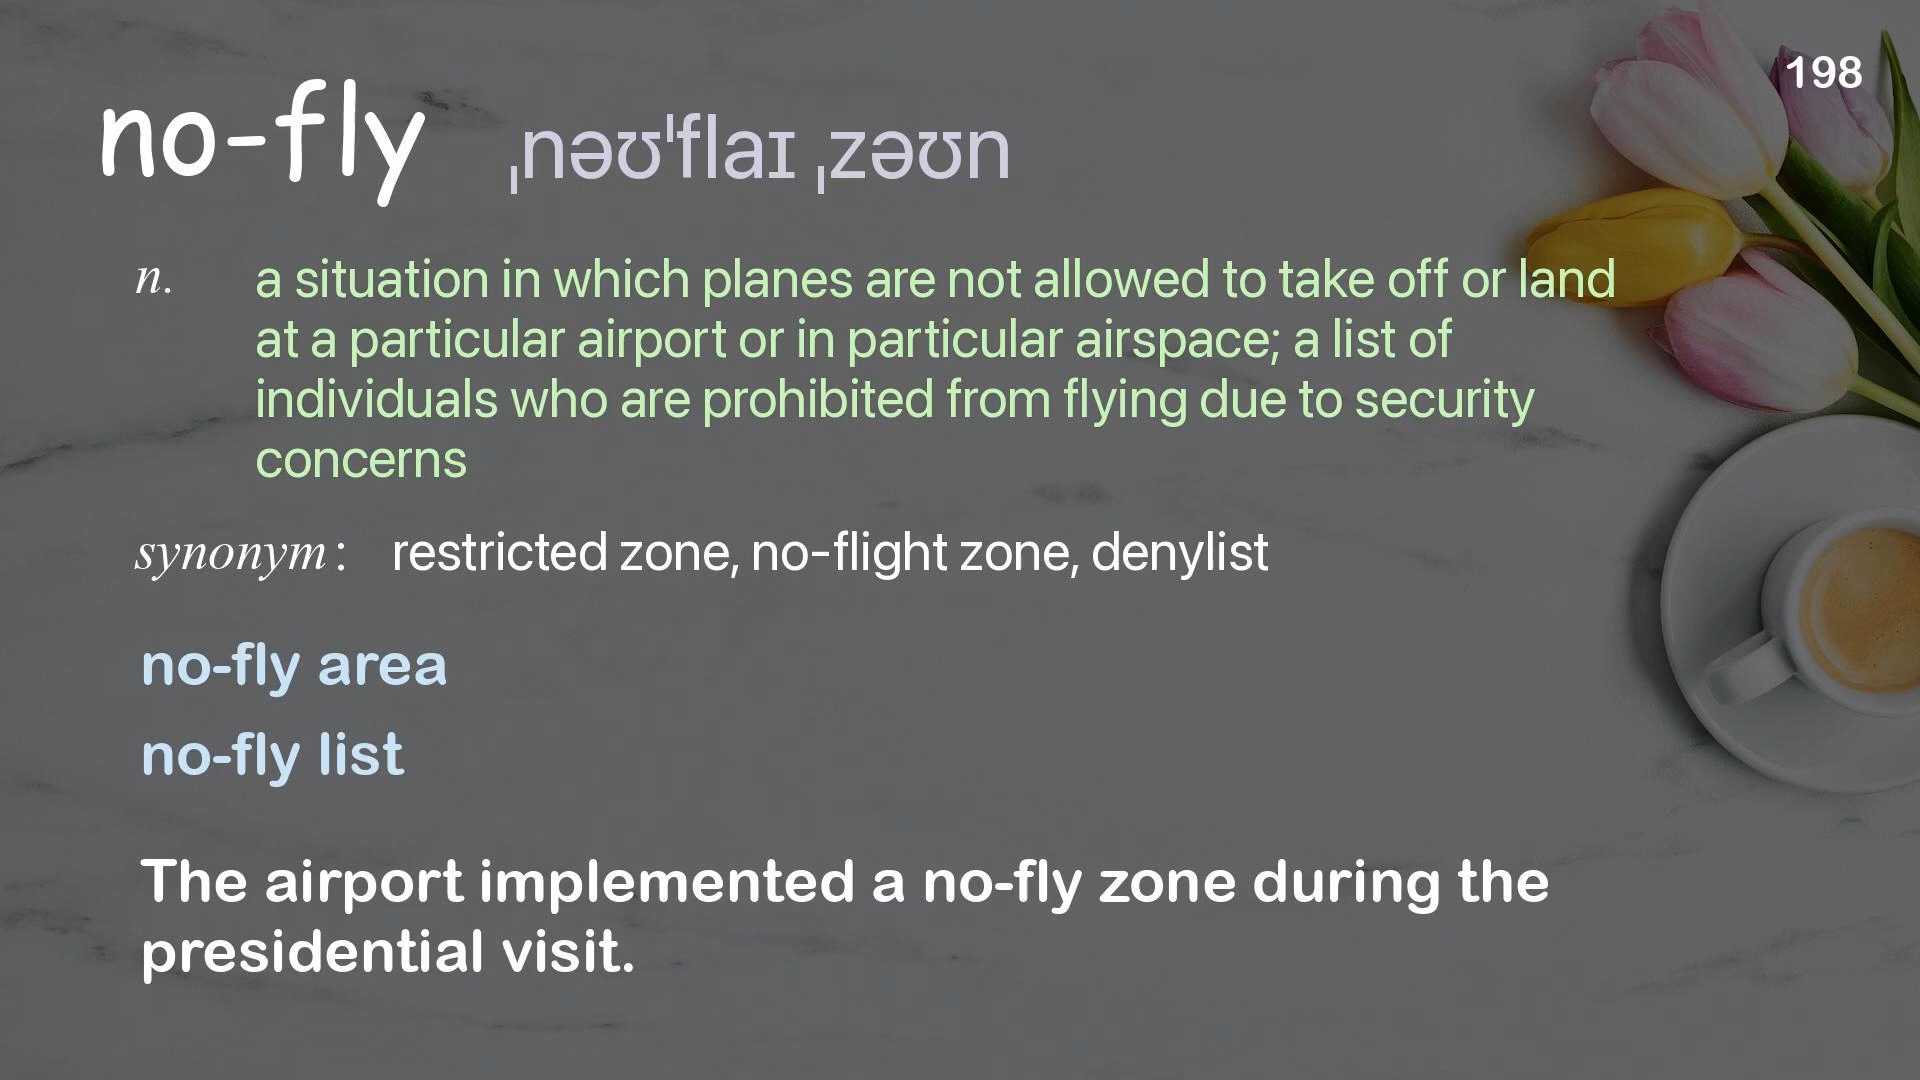 198
no-fly ˌnəʊˈflaɪ ˌzəʊn
n. a situation in which planes are not allowed to take off or land
at a particular airport or in particular airspace; a list of
individuals who are prohibited from flying due to security
concerns
synonym: restricted zone, no-flight zone, denylist
no-fly area
no-fly list
The airport implemented a no-fly zone during the
presidential visit.